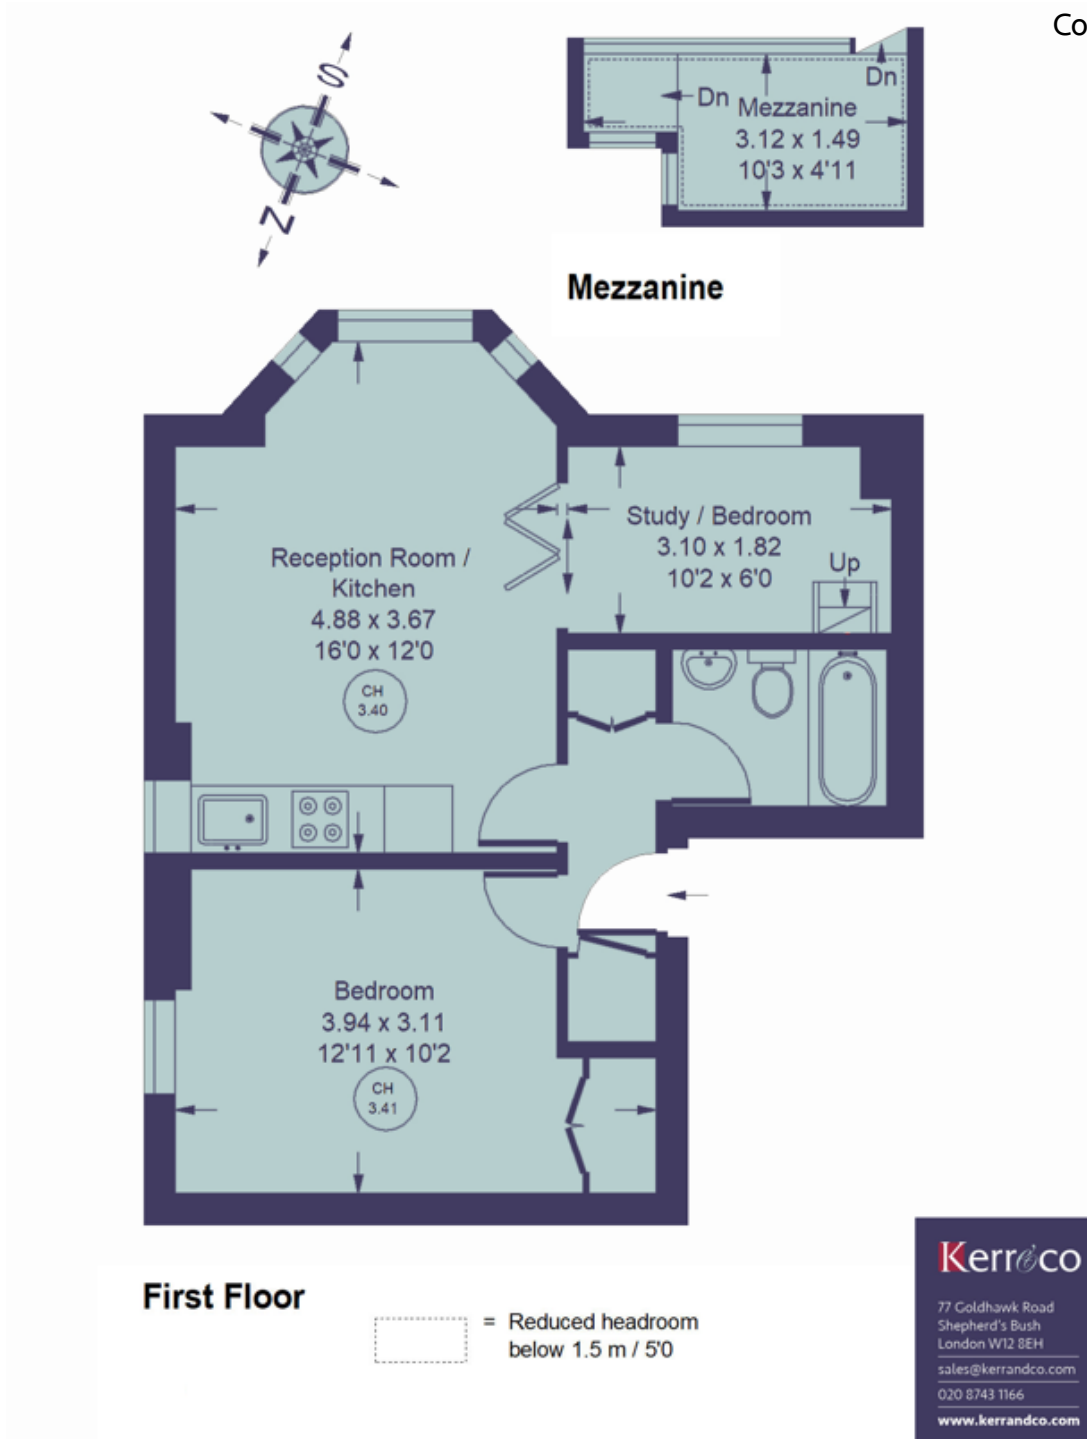 Co
S
N
Dn
Dn
Mezzanine
3.12 x 1.49
10'3 x 4'11
Mezzanine
Reception Room /
Kitchen
4.88 x 3.67
16'0 x 12'0
CH
3.40
Study / Bedroom
3.10 x 1.82
10'2 x 6'0
Up
Bedroom
3.94 x 3.11
12'11 x 10'2
CH
3.41
First Floor
= Reduced headroom
below 1.5 m / 5'0
Kerr&co
77 Goldhawk Road
Shepherd's Bush
London W12 8EH
sales@kerrandco.com
020 8743 1166
www.kerrandco.com